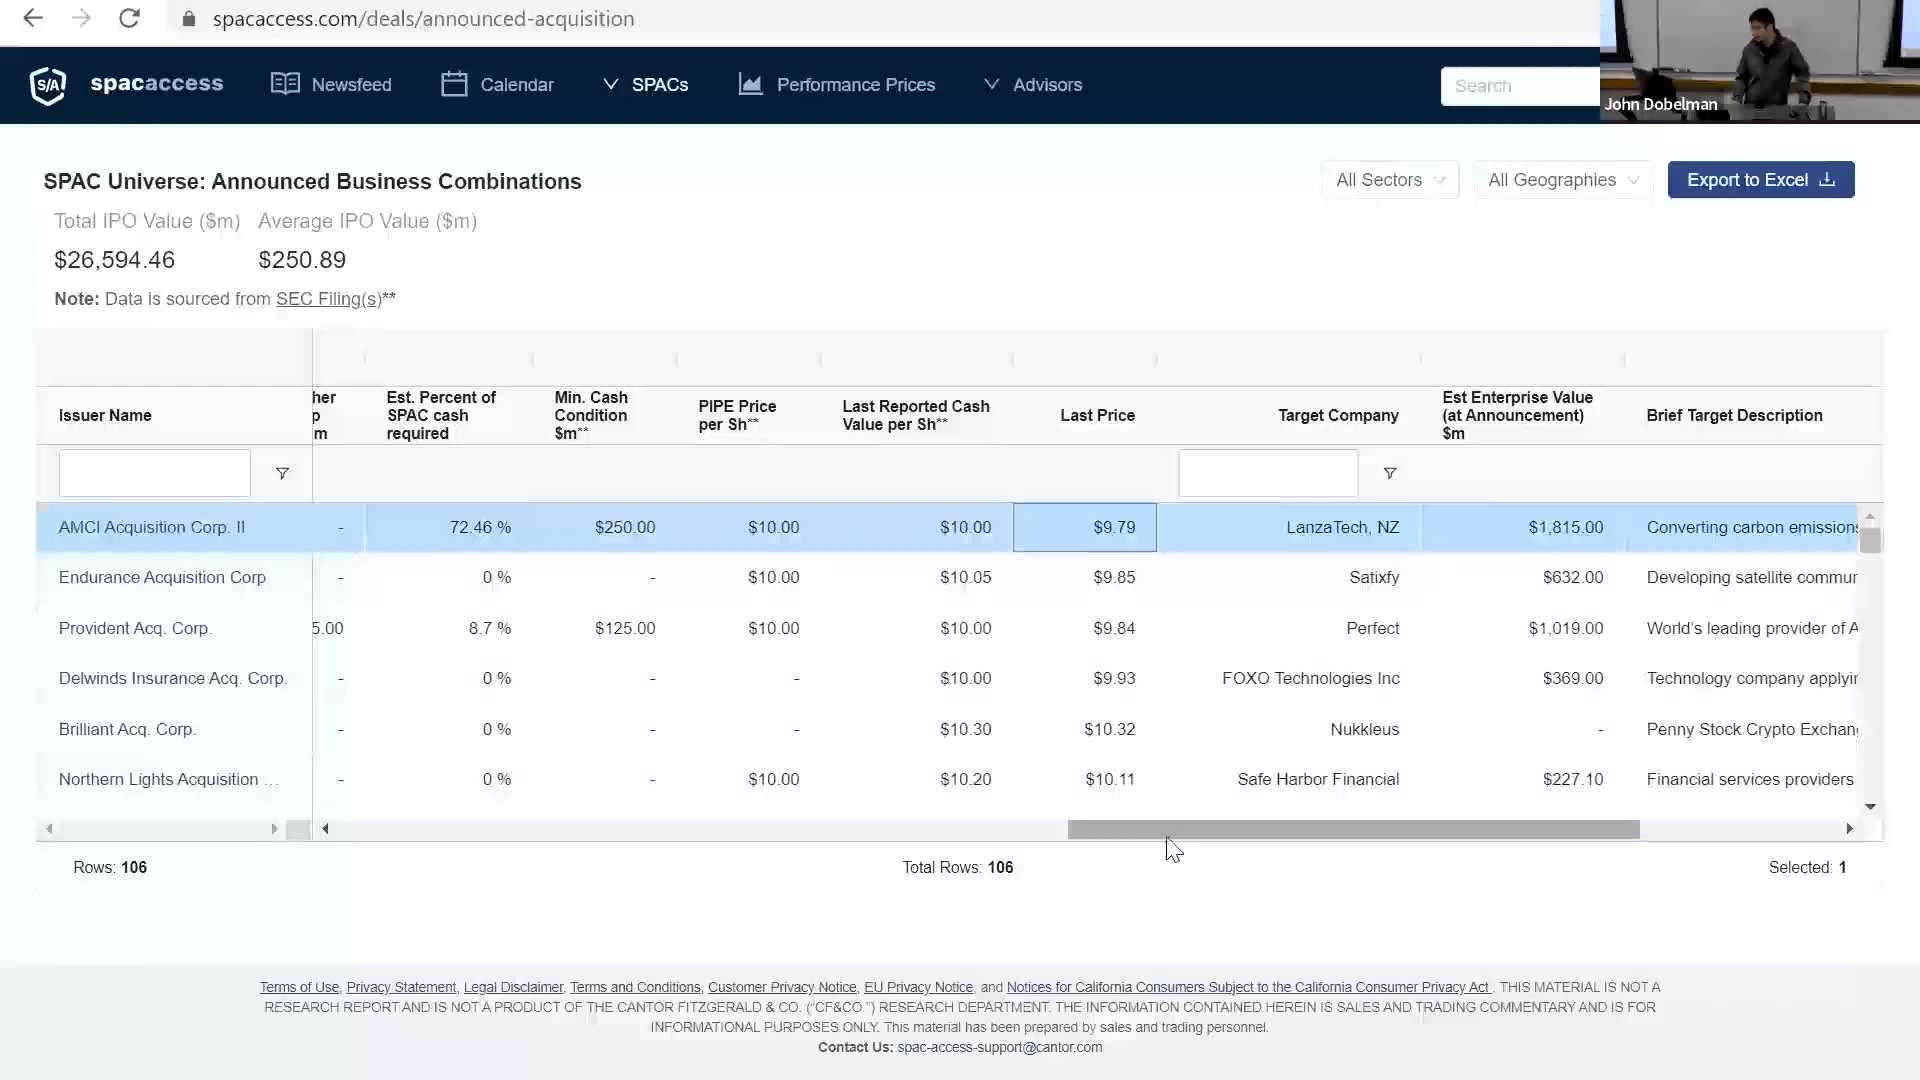 spacaccess.com/deals/announced-acquisition
S/A spacaccess Newsfeed Calendar SPACs Performance Prices Advisors Search
John Dobelman
SPAC Universe: Announced Business Combinations
All Sectors All Geographies Export to Excel
Total IPO Value ($m) Average IPO Value ($m)
$26,594.46 $250.89
Note: Data is sourced from SEC Filing(s)**
Issuer Name
her
p
m
Est. Percent of
SPAC cash
required
Min. Cash
Condition
$m**
PIPE Price
per Sh**
Last Reported Cash
Value per Sh**
Last Price
Target Company
Est Enterprise Value
(at Announcement)
$m
Brief Target Description
AMCI Acquisition Corp. II - 72.46 % $250.00 $10.00 $10.00 $9.79 LanzaTech, NZ $1,815.00 Converting carbon emissions
Endurance Acquisition Corp - 0 % - $10.00 $10.05 $9.85 Satixfy $632.00 Developing satellite commun
Provident Acq. Corp. 5.00 8.7 % $125.00 $10.00 $10.00 $9.84 Perfect $1,019.00 World's leading provider of A
Delwinds Insurance Acq. Corp. - 0 % - - $10.00 $9.93 FOXO Technologies Inc $369.00 Technology company applyin
Brilliant Acq. Corp. - 0 % - - $10.30 $10.32 Nukkleus - Penny Stock Crypto Exchang
Northern Lights Acquisition ... - 0 % - $10.00 $10.20 $10.11 Safe Harbor Financial $227.10 Financial services providers
Rows: 106 Total Rows: 106 Selected: 1
Terms of Use, Privacy Statement, Legal Disclaimer, Terms and Conditions, Customer Privacy Notice, EU Privacy Notice, and Notices for California Consumers Subject to the California Consumer Privacy Act . THIS MATERIAL IS NOT A
RESEARCH REPORT AND IS NOT A PRODUCT OF THE CANTOR FITZGERALD & CO. ("CF&CO ") RESEARCH DEPARTMENT. THE INFORMATION CONTAINED HEREIN IS SALES AND TRADING COMMENTARY AND IS FOR
INFORMATIONAL PURPOSES ONLY. This material has been prepared by sales and trading personnel.
Contact Us: spac-access-support@cantor.com